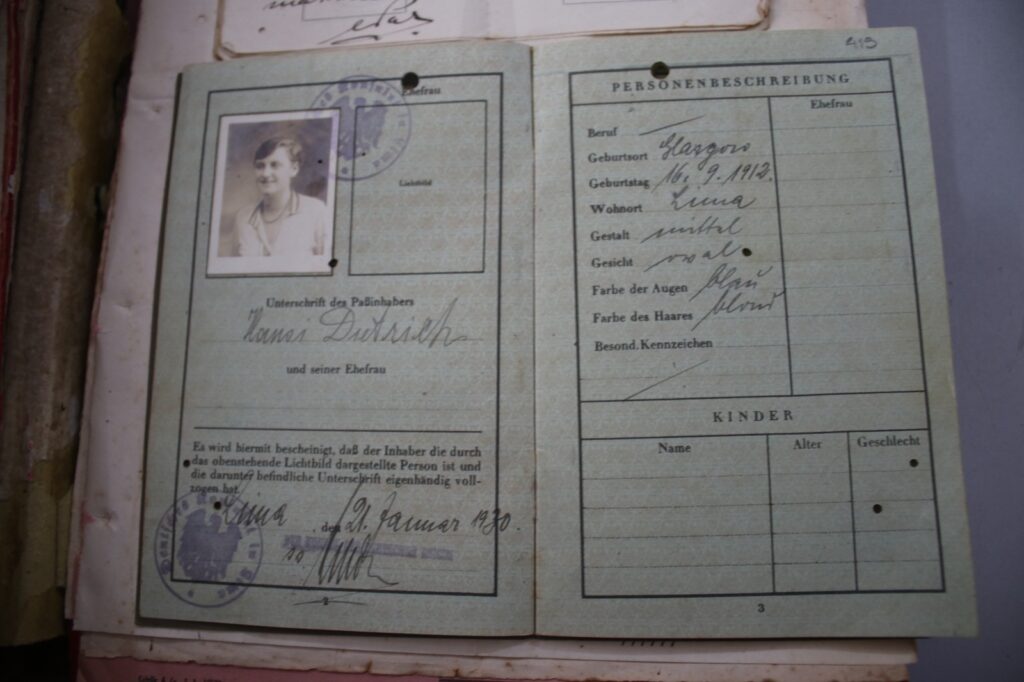 Ehefrau
Lichtbild
Unterschrift des Paßinhabers
Hansi Dietrich
und seiner Ehefrau
Es wird hiermit bescheinigt, daß der Inhaber die durch
das obenstehende Lichtbild dargestellte Person ist und
die darunter befindliche Unterschrift eigenhändig voll-
zogen hat.
Lima, den 21. Januar 1930.
2
419
PERSONENBESCHREIBUNG
Ehefrau
Beruf
Geburtsort Glasgow
Geburtstag 16. 9. 1912.
Wohnort Lima
Gestalt mittel
Gesicht oval
Farbe der Augen blau
Farbe des Haares blond
Besond. Kennzeichen
KINDER
Name Alter Geschlecht
3